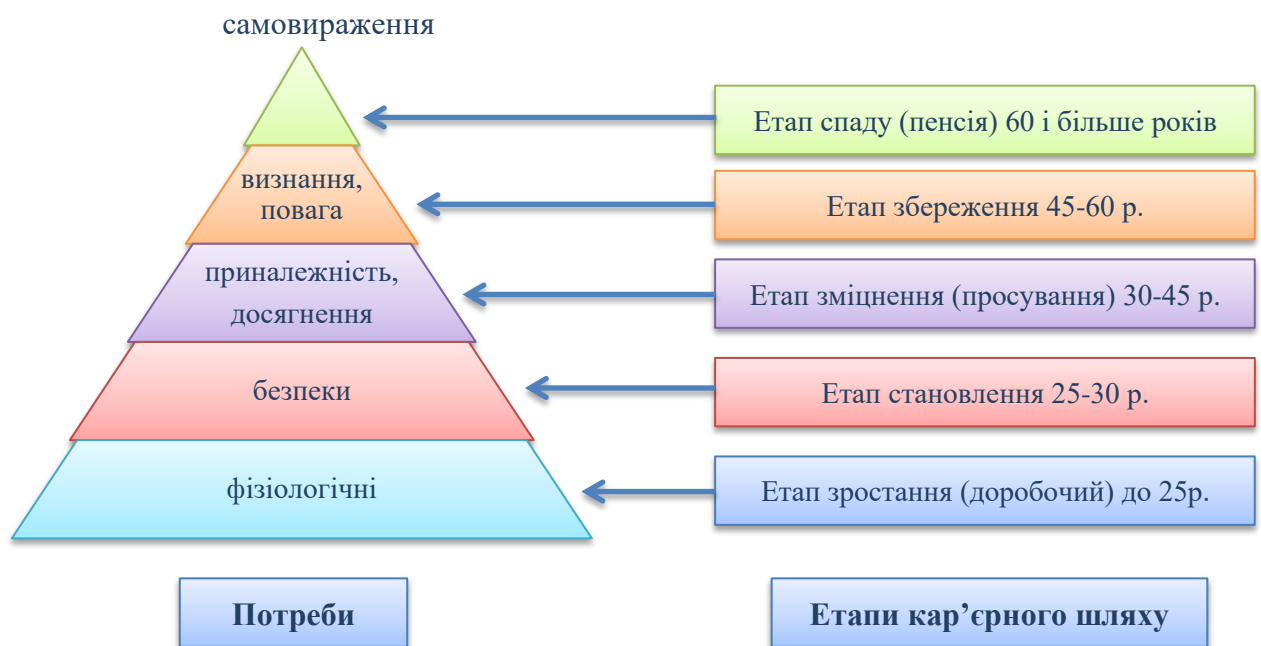 самовираження
Етап спаду (пенсія) 60 і більше років
визнання,
повага
Етап збереження 45-60 р.
приналежність,
досягнення
Етап зміцнення (просування) 30-45 р.
безпеки
Етап становлення 25-30 р.
фізіологічні
Етап зростання (доробочий) до 25р.
Потреби
Етапи кар’єрного шляху